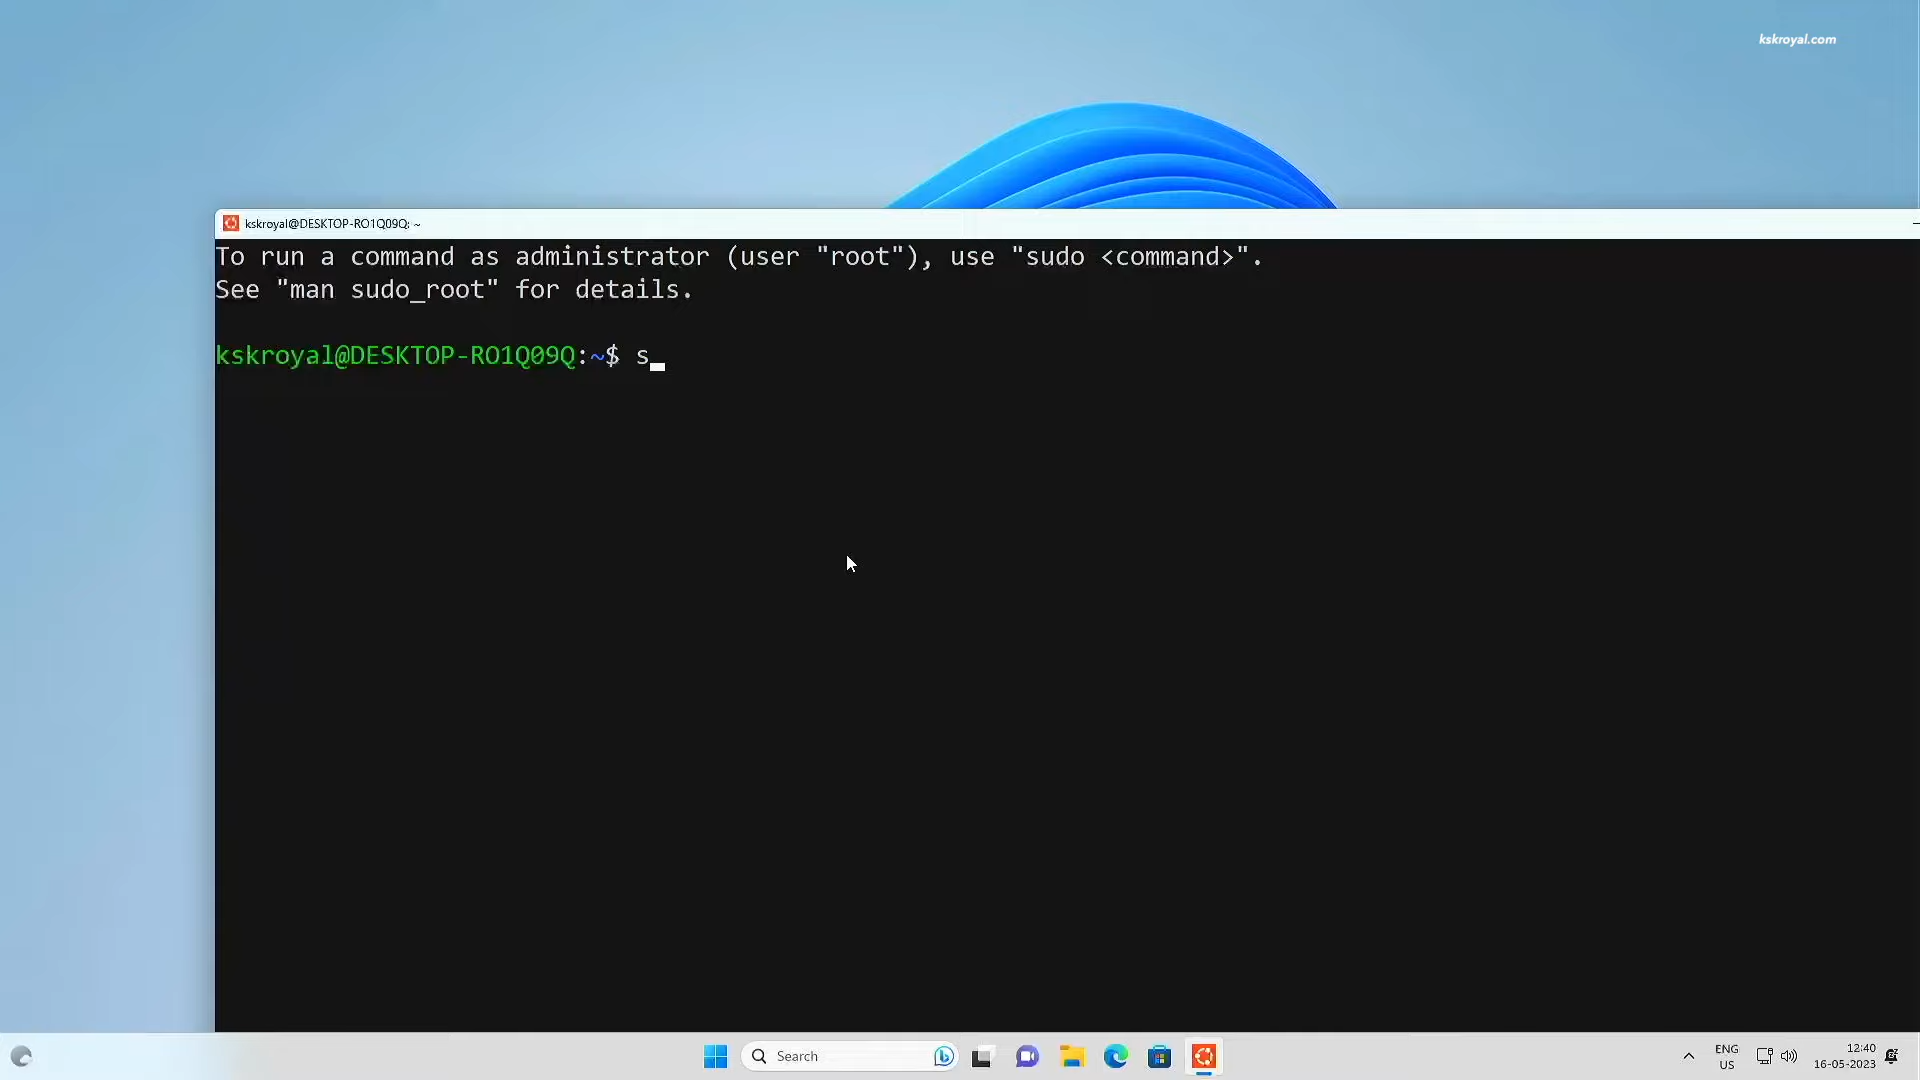 kskroyal.com
kskroyal@DESKTOP-RO1Q09Q: ~
To run a command as administrator (user "root"), use "sudo <command>".
See "man sudo_root" for details.
kskroyal@DESKTOP-RO1Q09Q:~$ s_
Search
ENG
US
12:40
16-05-2023